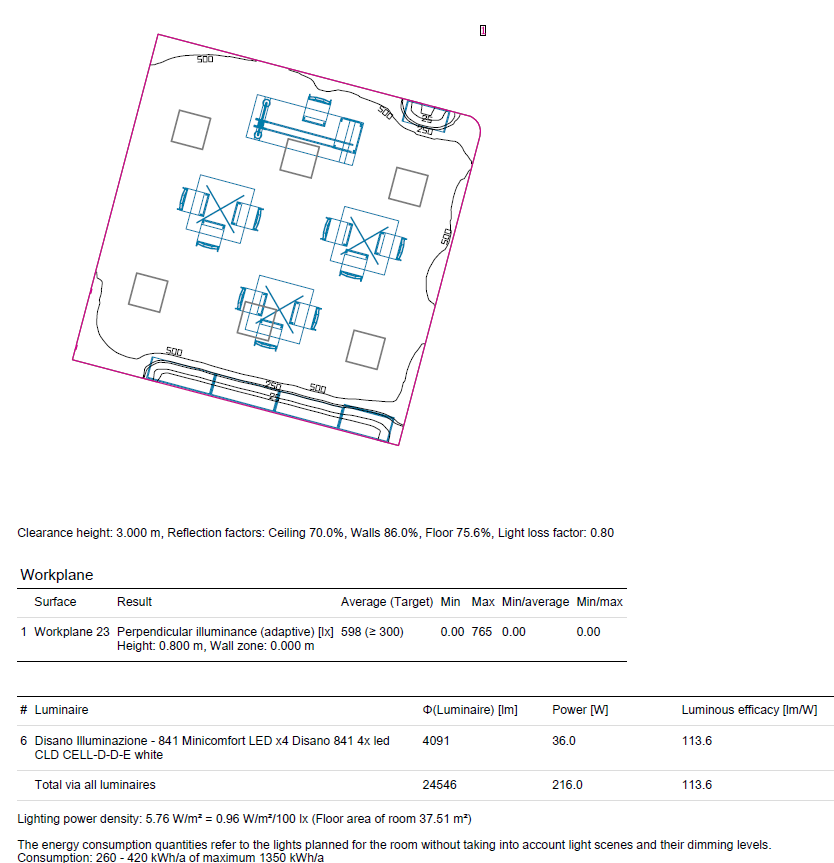 1
500
500
25
250
500
500
250
500
25
Clearance height: 3.000 m, Reflection factors: Ceiling 70.0%, Walls 86.0%, Floor 75.6%, Light loss factor: 0.80
Workplane
Surface Result Average (Target) Min Max Min/average Min/max
1 Workplane 23 Perpendicular illuminance (adaptive) [lx] 598 (≥ 300) 0.00 765 0.00 0.00
Height: 0.800 m, Wall zone: 0.000 m
# Luminaire Φ(Luminaire) [lm] Power [W] Luminous efficacy [lm/W]
6 Disano Illuminazione - 841 Minicomfort LED x4 Disano 841 4x led 4091 36.0 113.6
CLD CELL-D-D-E white
Total via all luminaires 24546 216.0 113.6
Lighting power density: 5.76 W/m² = 0.96 W/m²/100 lx (Floor area of room 37.51 m²)
The energy consumption quantities refer to the lights planned for the room without taking into account light scenes and their dimming levels.
Consumption: 260 - 420 kWh/a of maximum 1350 kWh/a